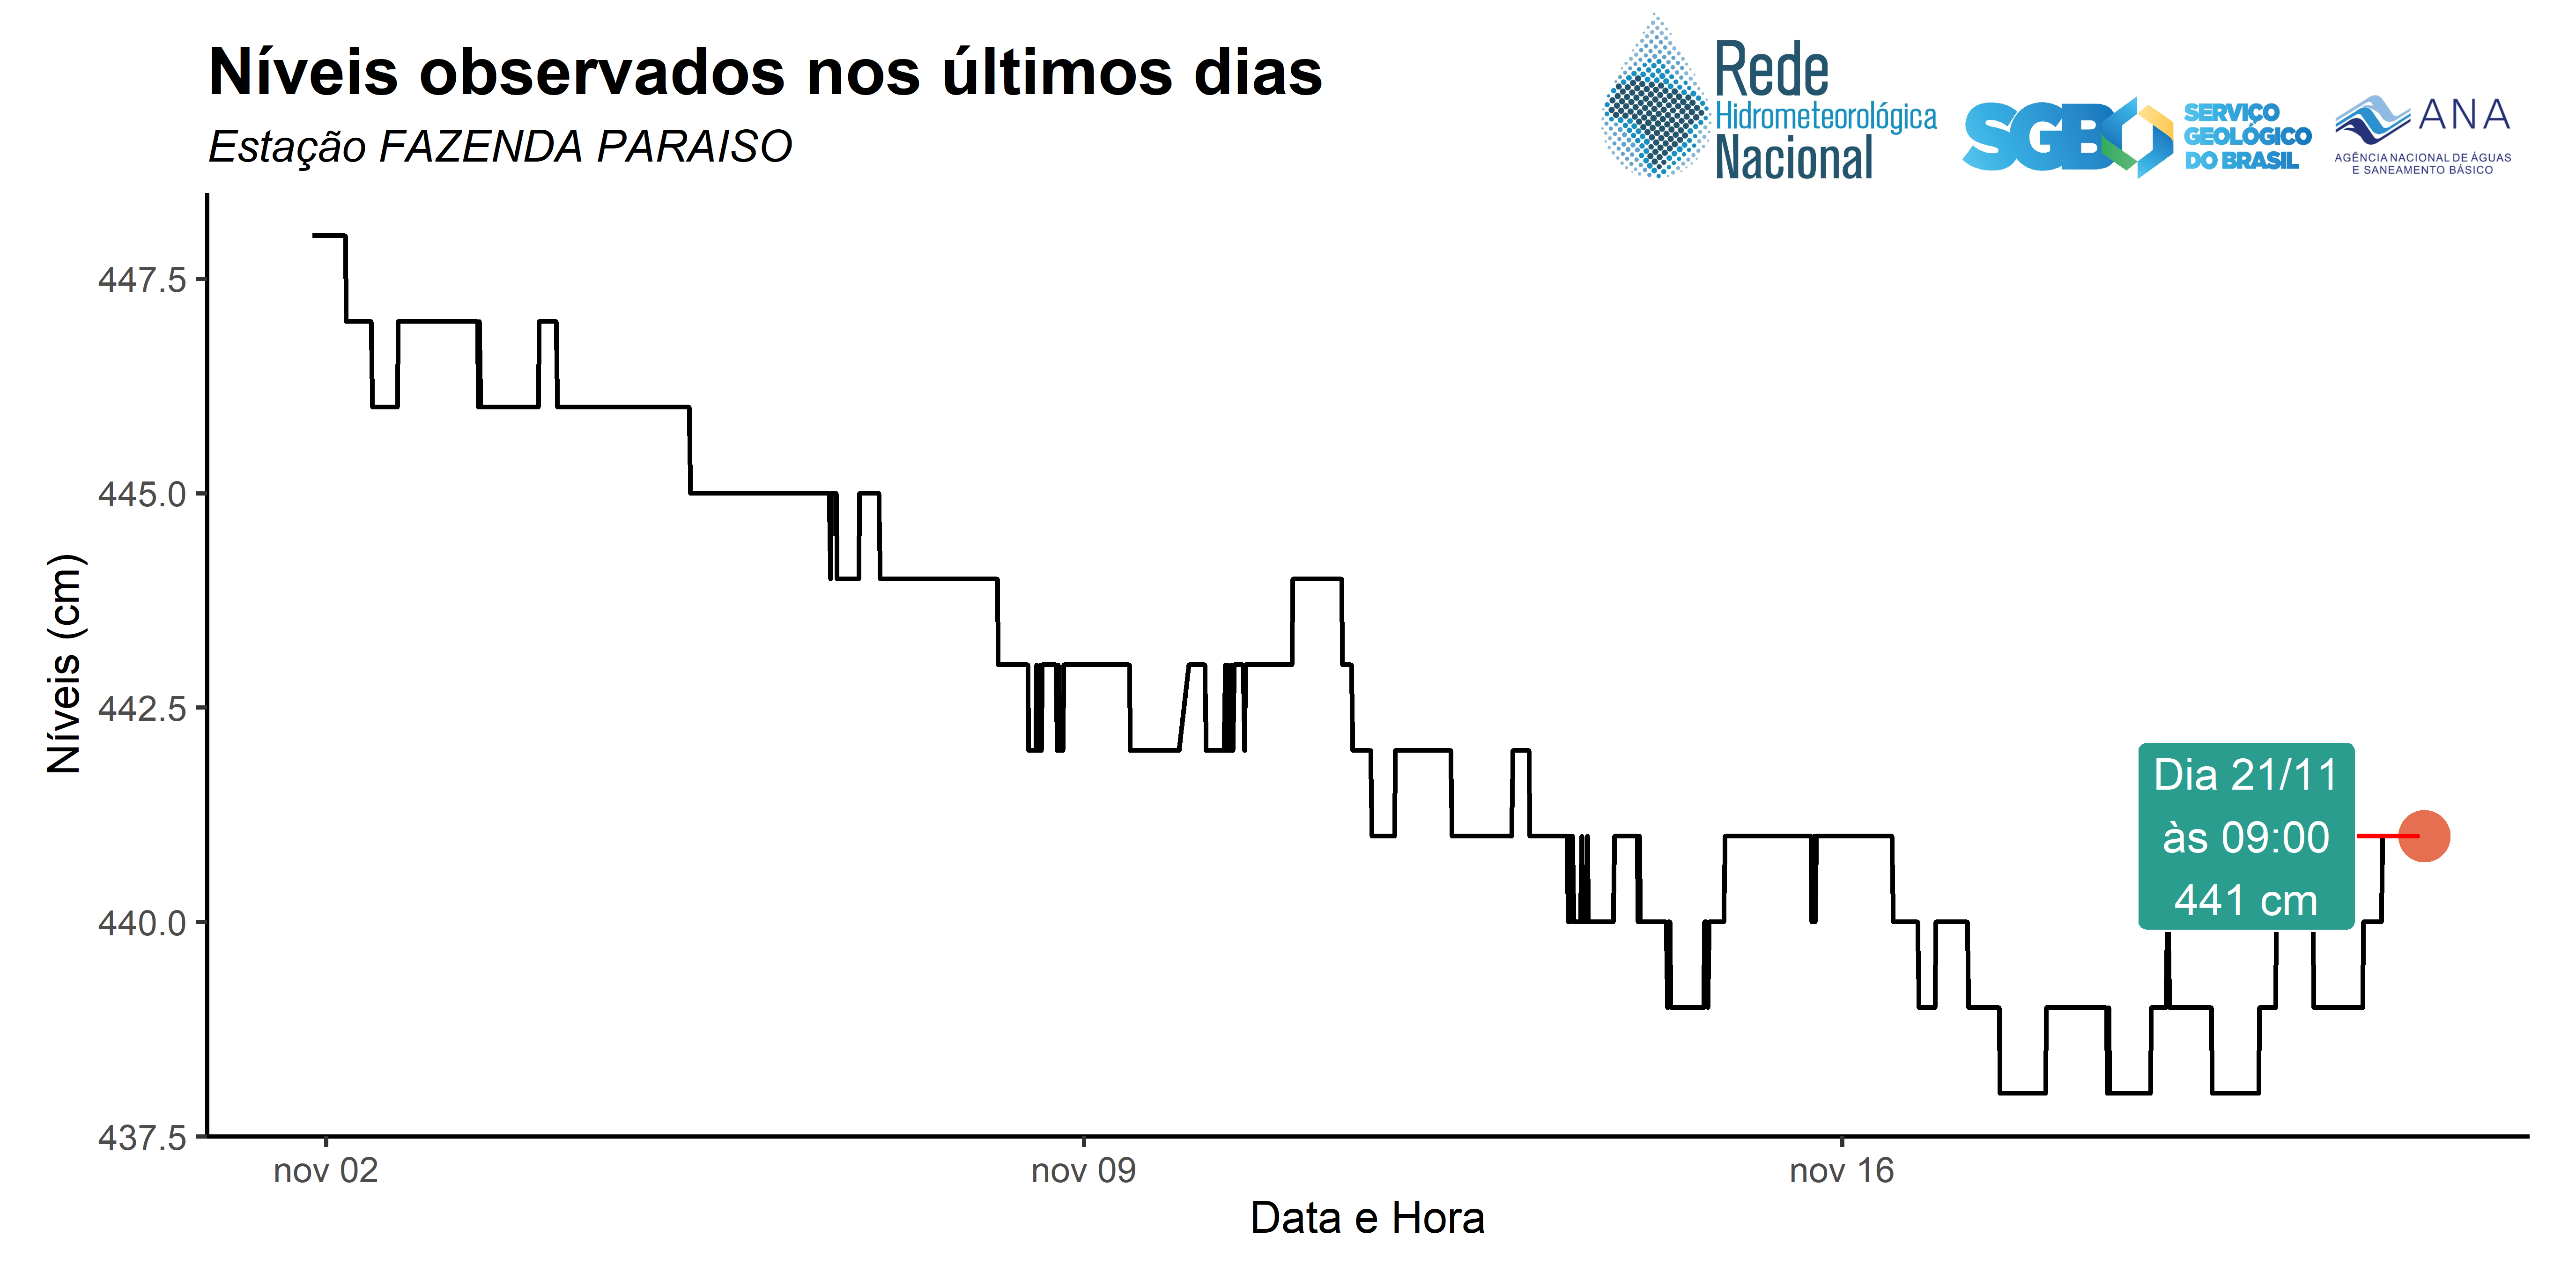 Níveis observados nos últimos dias
Estação FAZENDA PARAISO
Rede
Hidrometeorológica
Nacional
SGB
SERVIÇO
GEOLÓGICO
DO BRASIL
ANA
AGÊNCIA NACIONAL DE ÁGUAS
E SANEAMENTO BÁSICO
Níveis (cm)
447.5
445.0
442.5
440.0
437.5
Dia 21/11
às 09:00
441 cm
nov 02
nov 09
nov 16
Data e Hora